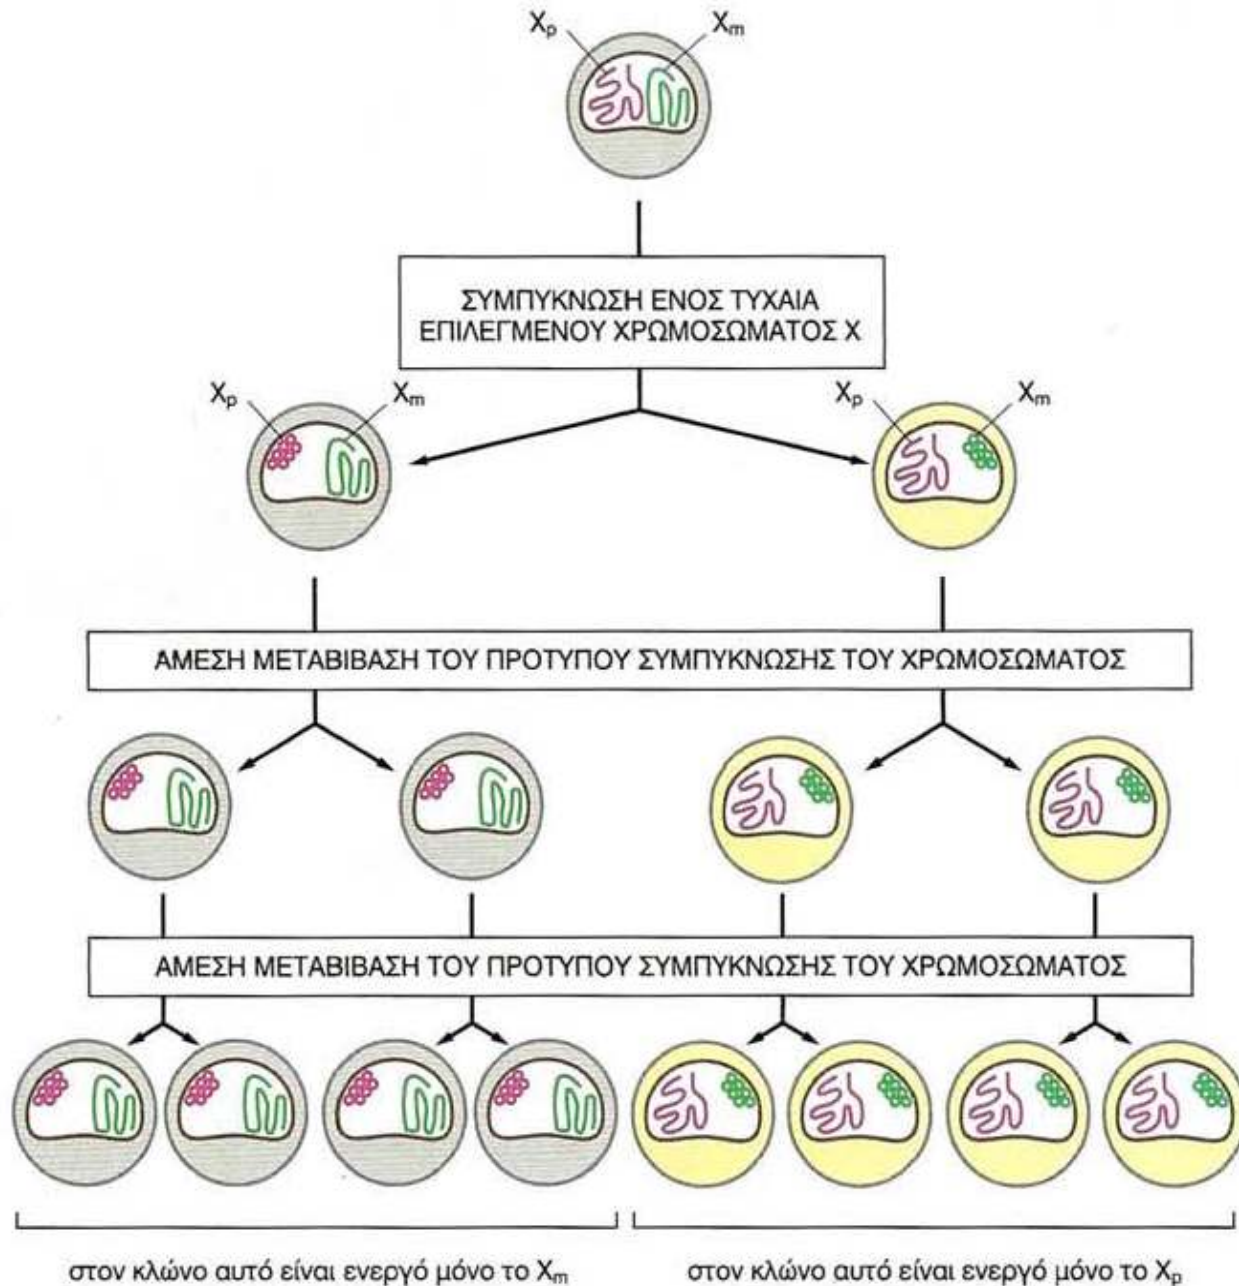 Xp Xm
ΣΥΜΠΥΚΝΩΣΗ ΕΝΟΣ ΤΥΧΑΙΑ
ΕΠΙΛΕΓΜΕΝΟΥ ΧΡΩΜΟΣΩΜΑΤΟΣ Χ
Xp Xm Xp Xm
ΑΜΕΣΗ ΜΕΤΑΒΙΒΑΣΗ ΤΟΥ ΠΡΟΤΥΠΟΥ ΣΥΜΠΥΚΝΩΣΗΣ ΤΟΥ ΧΡΩΜΟΣΩΜΑΤΟΣ
ΑΜΕΣΗ ΜΕΤΑΒΙΒΑΣΗ ΤΟΥ ΠΡΟΤΥΠΟΥ ΣΥΜΠΥΚΝΩΣΗΣ ΤΟΥ ΧΡΩΜΟΣΩΜΑΤΟΣ
στον κλώνο αυτό είναι ενεργό μόνο το Xm στον κλώνο αυτό είναι ενεργό μόνο το Xp